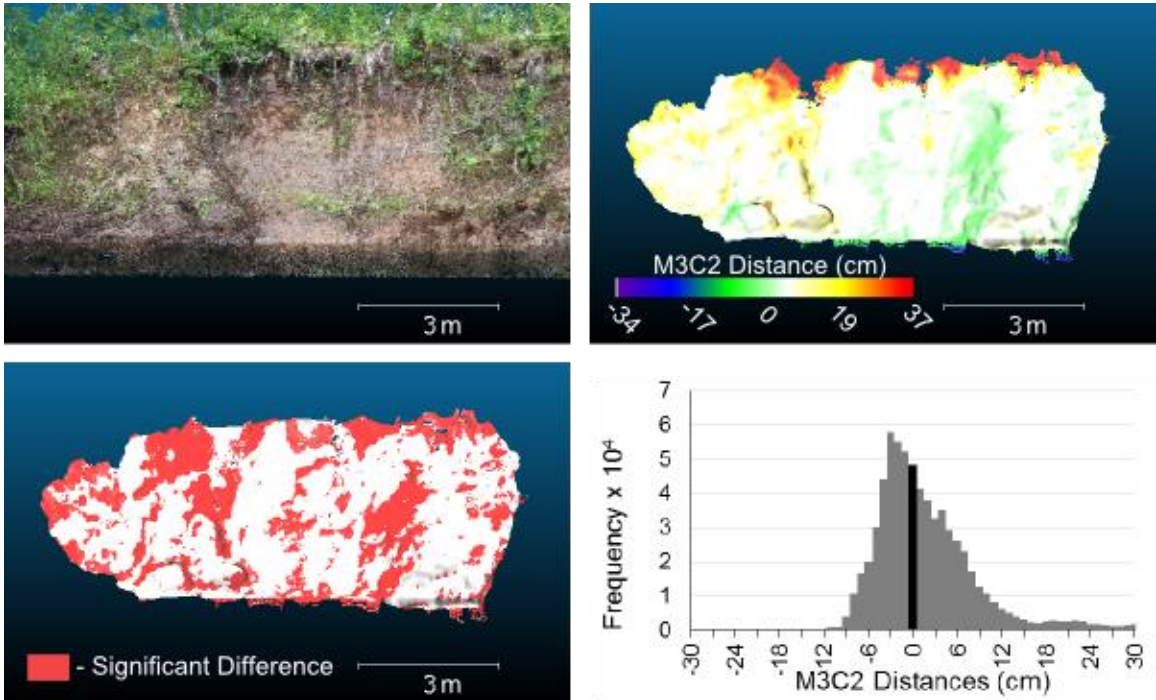 3 m
M3C2 Distance (cm)
-34 -17 0 19 37
3 m
- Significant Difference
3 m
Frequency x 10⁴
7
6
5
4
3
2
1
0
-30 -24 -18 -12 -6 0 6 12 18 24 30
M3C2 Distances (cm)